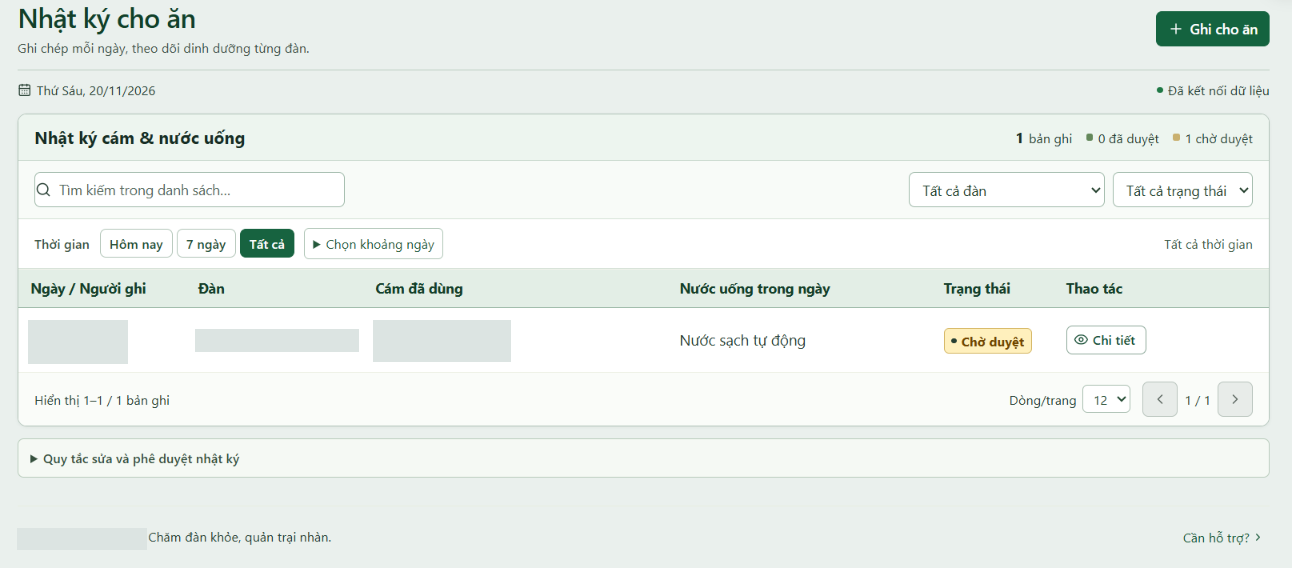 Nhật ký cho ăn
+ Ghi cho ăn
Ghi chép mỗi ngày, theo dõi dinh dưỡng từng đàn.
Thứ Sáu, 20/11/2026
Đã kết nối dữ liệu
Nhật ký cám & nước uống
1 bản ghi 0 đã duyệt 1 chờ duyệt
Tìm kiếm trong danh sách...
Tất cả đàn
Tất cả trạng thái
Thời gian Hôm nay 7 ngày Tất cả ▶ Chọn khoảng ngày Tất cả thời gian
Ngày / Người ghi Đàn Cám đã dùng Nước uống trong ngày Trạng thái Thao tác
Nước sạch tự động • Chờ duyệt Chi tiết
Hiển thị 1–1 / 1 bản ghi Dòng/trang 12 < 1 / 1 >
▶ Quy tắc sửa và phê duyệt nhật ký
Chăm đàn khỏe, quản trại nhàn. Cần hỗ trợ? >